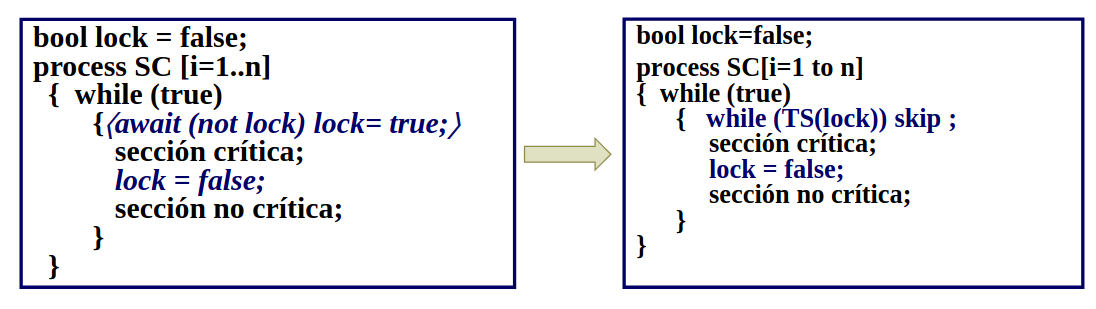 bool lock = false;
process SC [i=1..n]
{ while (true)
{〈await (not lock) lock= true;〉
sección crítica;
lock = false;
sección no crítica;
}
}
bool lock=false;
process SC[i=1 to n]
{ while (true)
{ while (TS(lock)) skip ;
sección crítica;
lock = false;
sección no crítica;
}
}